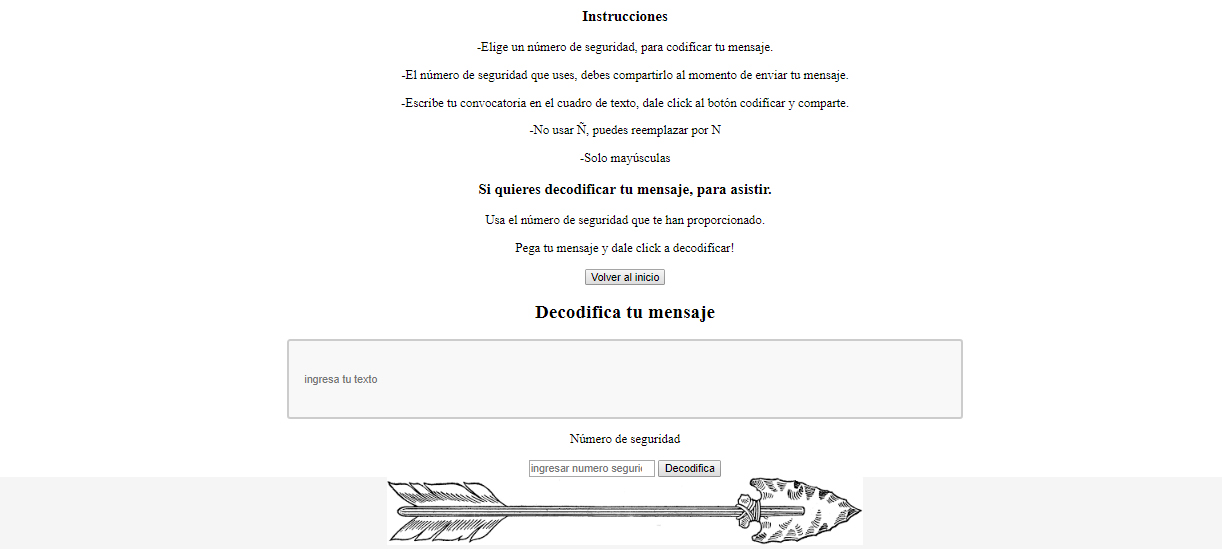 Instrucciones
-Elige un número de seguridad, para codificar tu mensaje.
-El número de seguridad que uses, debes compartirlo al momento de enviar tu mensaje.
-Escribe tu convocatoria en el cuadro de texto, dale click al botón codificar y comparte.
-No usar Ñ, puedes reemplazar por N
-Solo mayúsculas
Si quieres decodificar tu mensaje, para asistir.
Usa el número de seguridad que te han proporcionado.
Pega tu mensaje y dale click a decodificar!
Volver al inicio
Decodifica tu mensaje
ingresa tu texto
Número de seguridad
ingresar numero seguri Decodifica